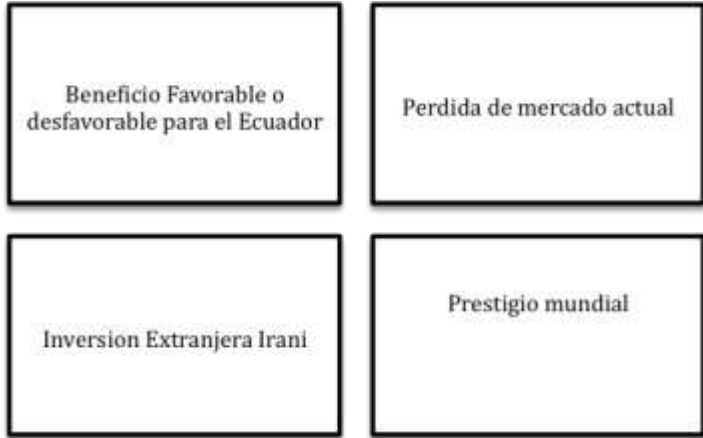 Beneficio Favorable o
desfavorable para el Ecuador
Perdida de mercado actual
Inversion Extranjera Irani
Prestigio mundial